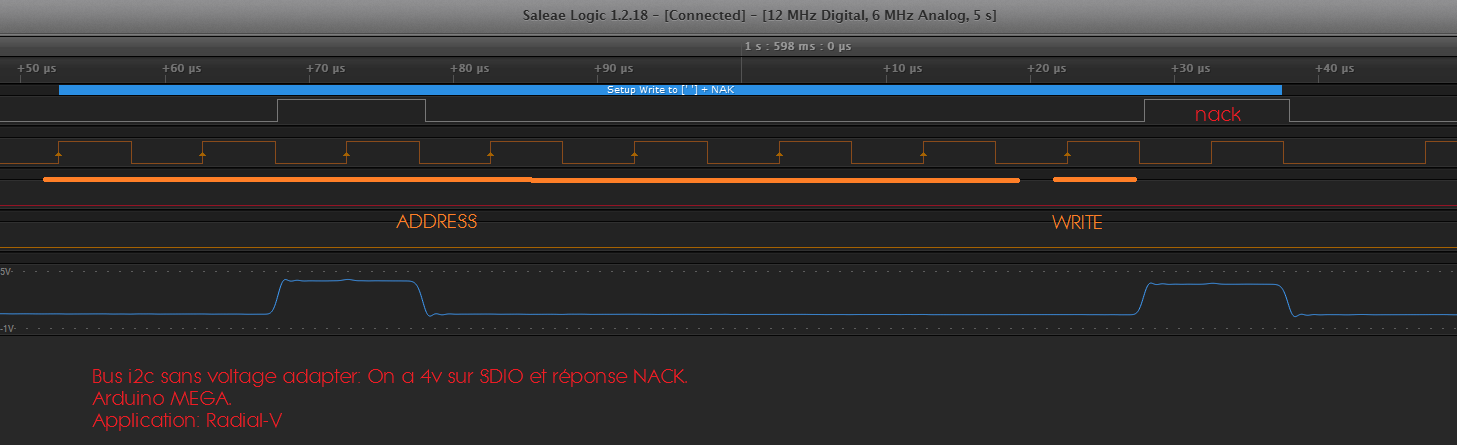 Saleae Logic 1.2.18 - [Connected] - [12 MHz Digital, 6 MHz Analog, 5 s]
1 s : 598 ms : 0 µs
+50 µs +60 µs +70 µs +80 µs +90 µs +10 µs +20 µs +30 µs +40 µs
Setup Write to [' '] + NAK
nack
ADDRESS WRITE
5V
-1V
Bus i2c sans voltage adapter: On a 4v sur SDIO et réponse NACK.
Arduino MEGA.
Application: Radial-V